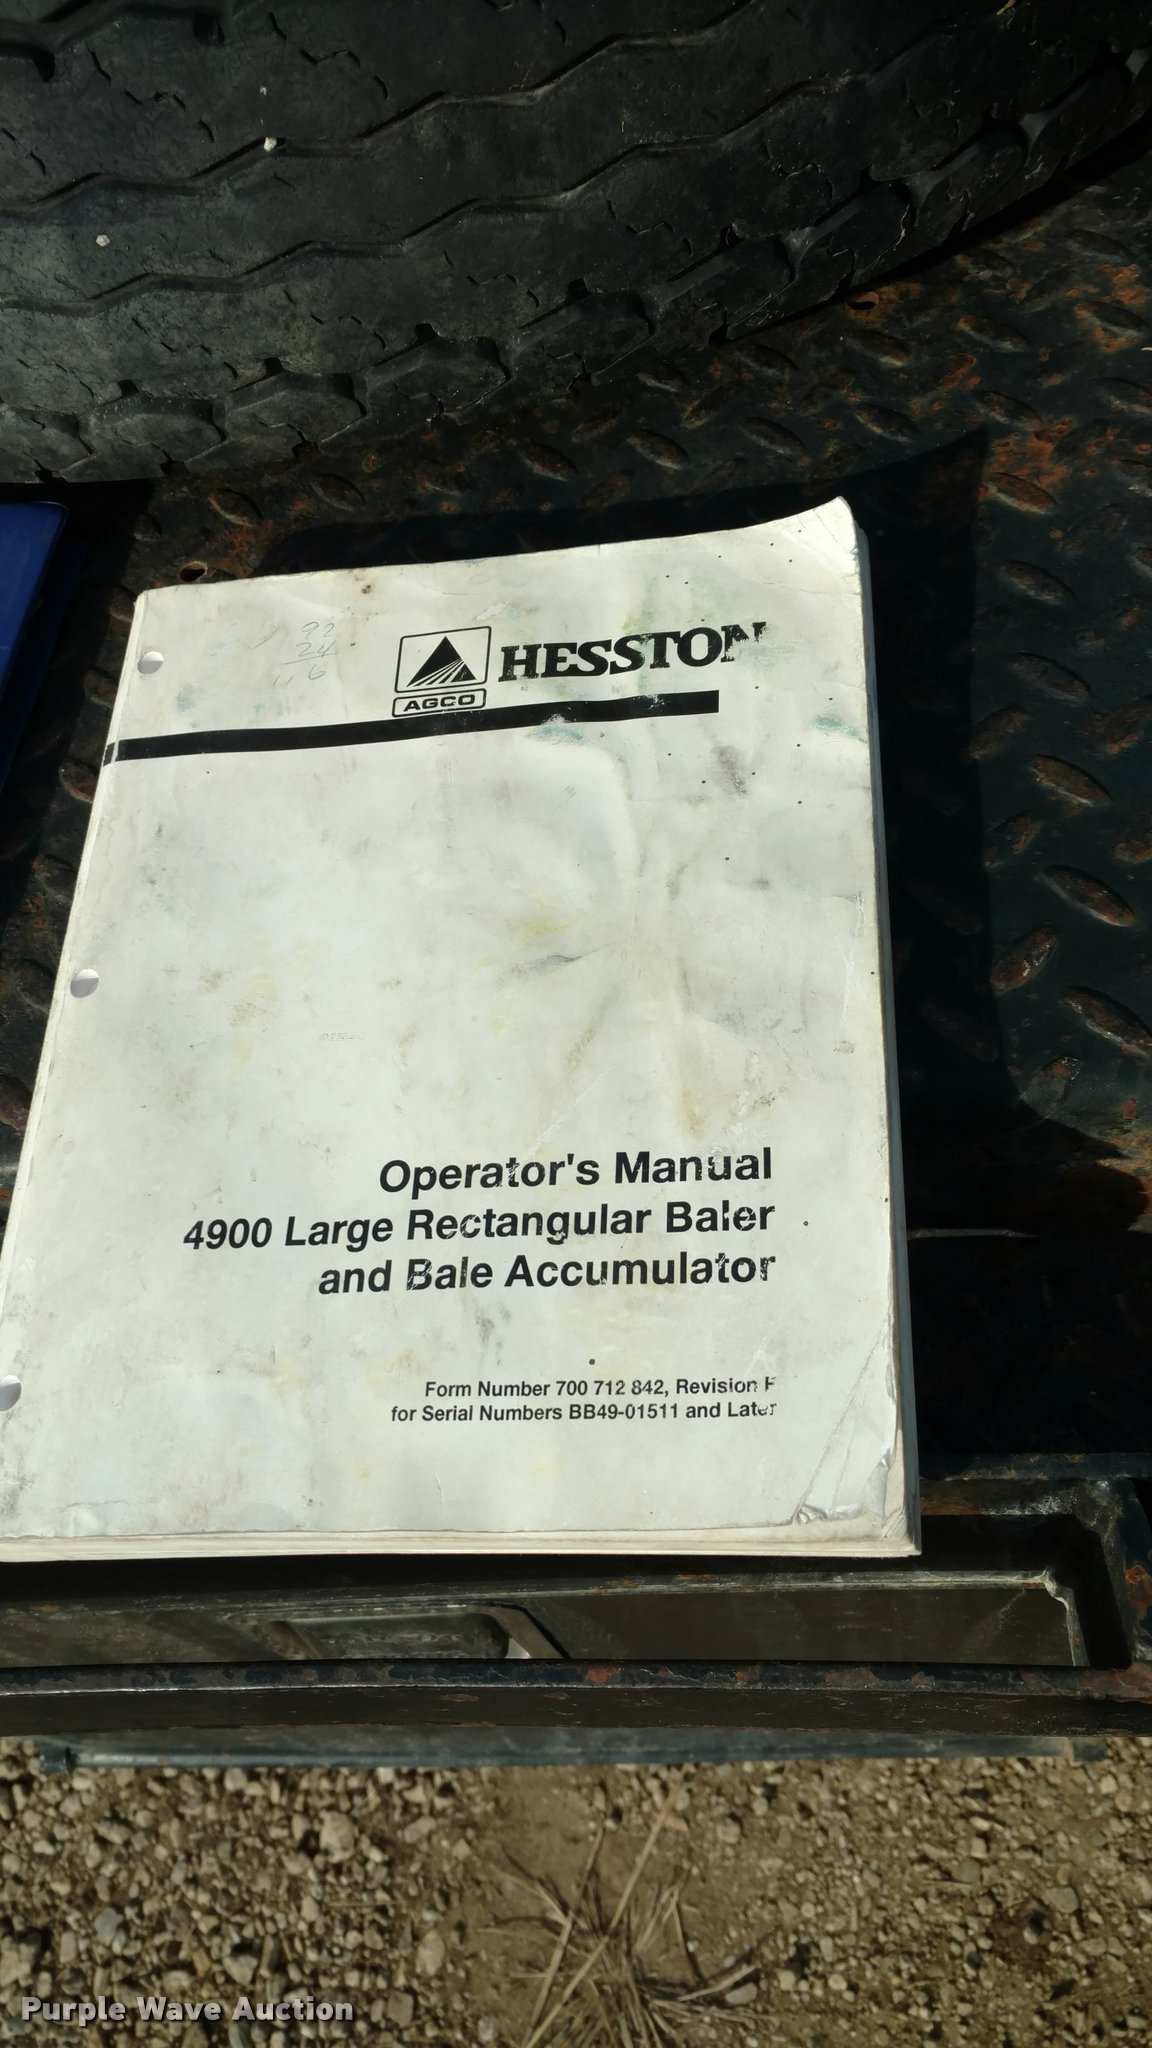 92
24
HESSTON
AGCO
Operator's Manual
4900 Large Rectangular Baler
and Bale Accumulator
Form Number 700 712 842, Revision
for Serial Numbers BB49-01511 and Later
Purple Wave Auction